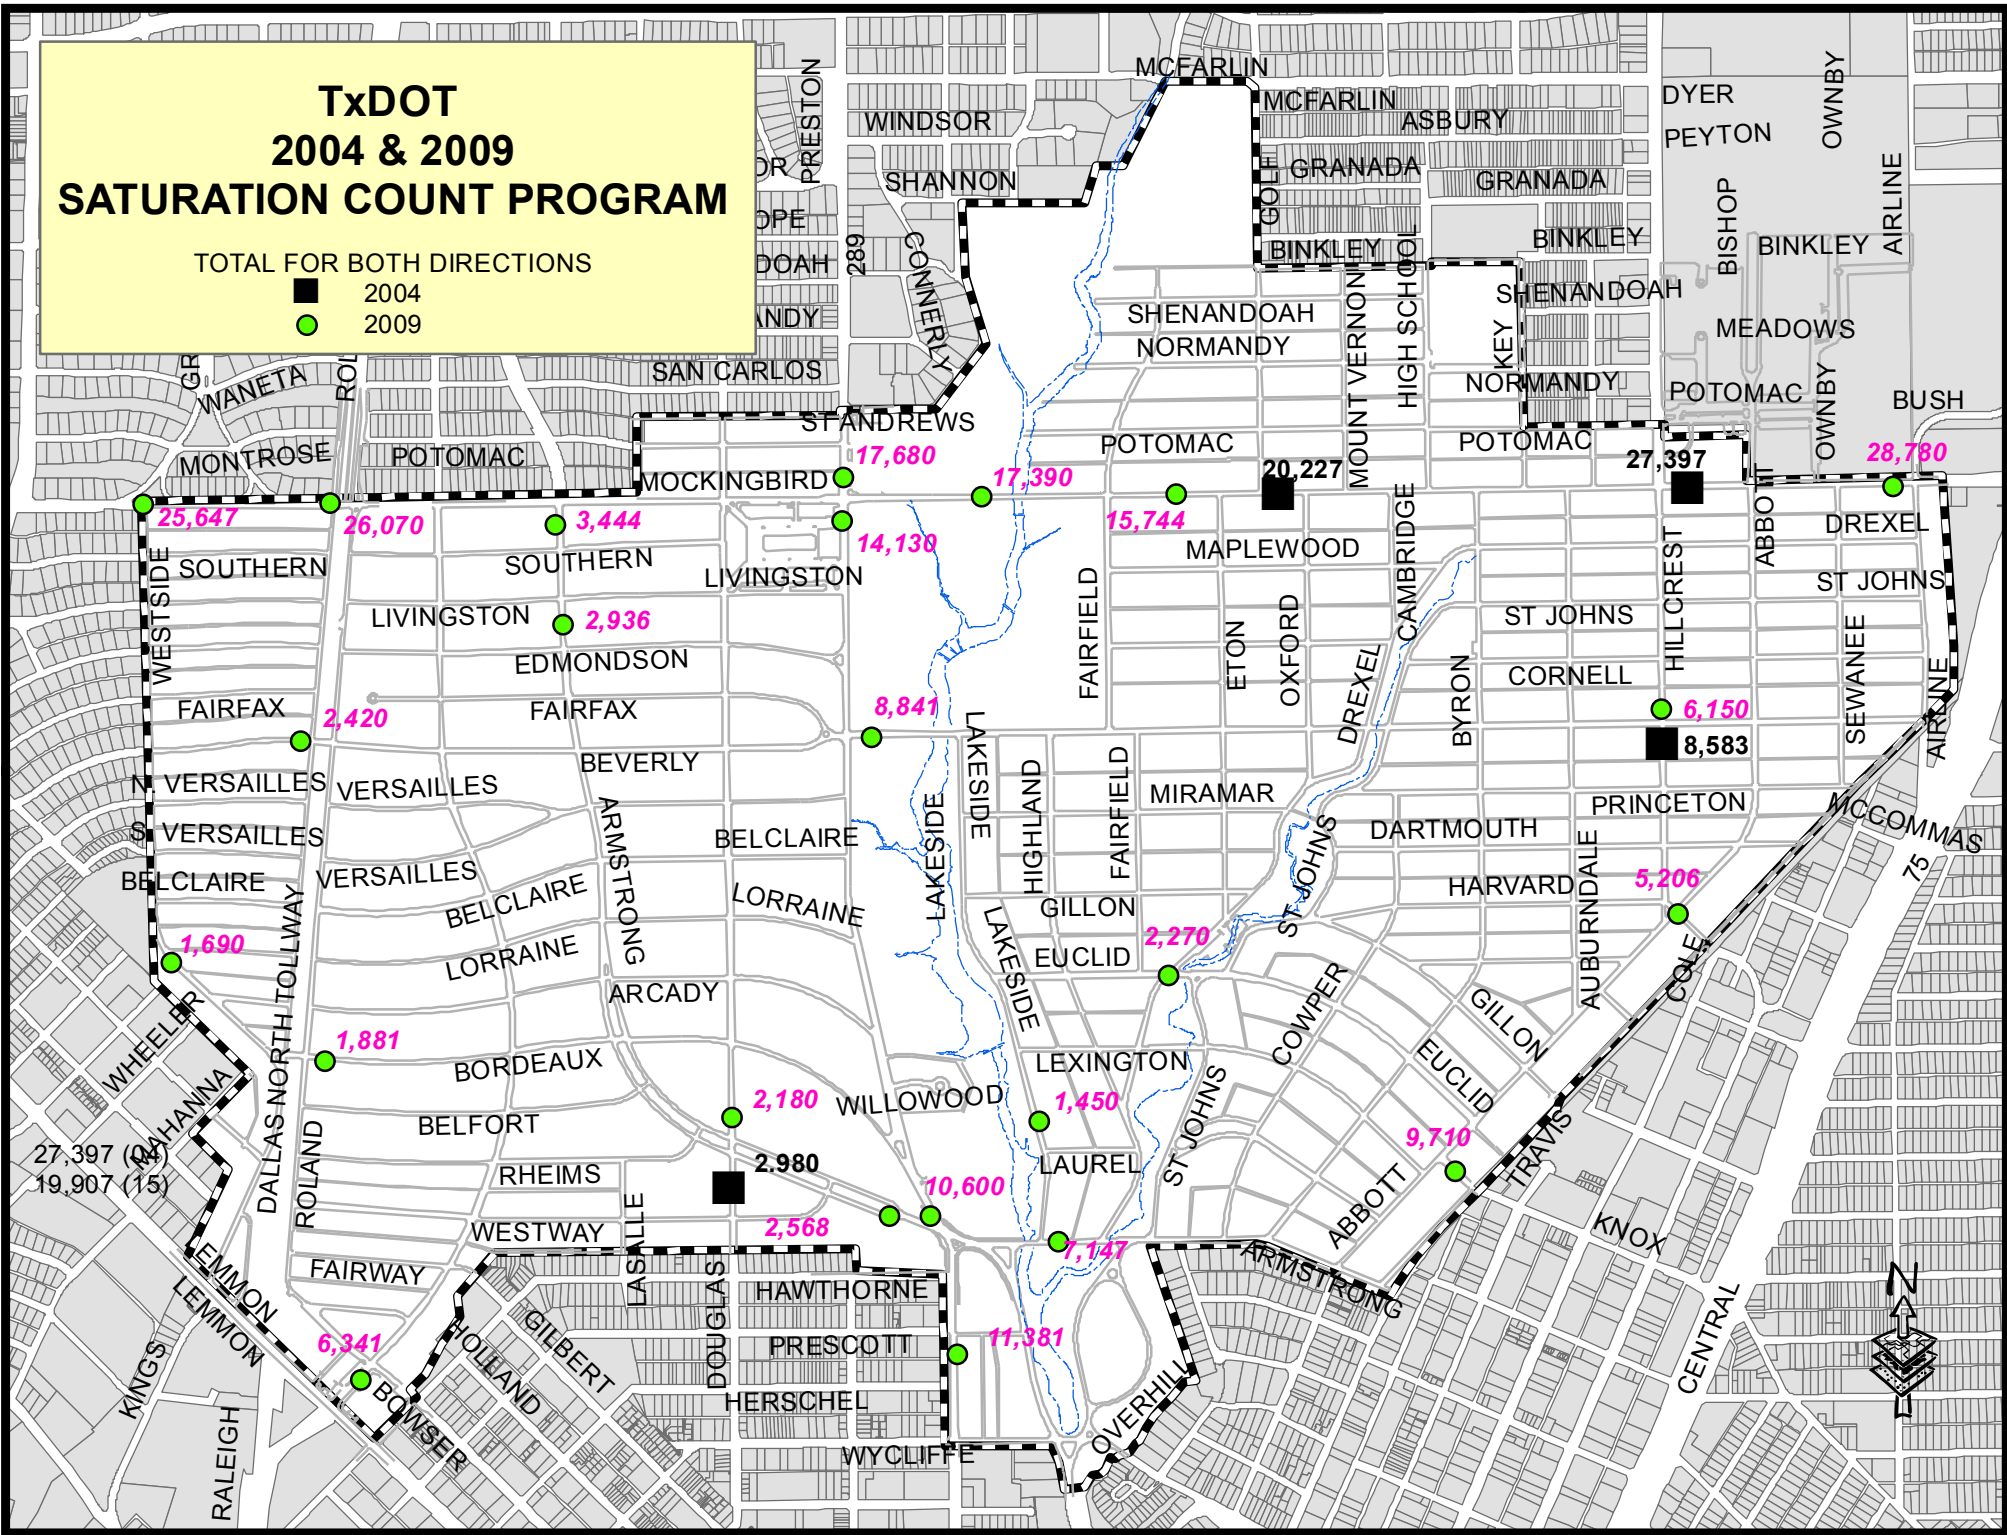 TxDOT
2004 & 2009
SATURATION COUNT PROGRAM
TOTAL FOR BOTH DIRECTIONS
2004
2009
MCFARLIN
PRESTON
WINDSOR
SHANNON
289
CONNERLY
MCFARLIN
ASBURY
GRANADA
GRANADA
GOLF
BINKLEY
BINKLEY
DYER
PEYTON
OWNBY
BISHOP
BINKLEY
AIRLINE
SHENANDOAH
NORMANDY
MOUNT VERNON
HIGH SCHOOL
KEY
SHENANDOAH
NORMANDY
MEADOWS
POTOMAC
OWNBY
BUSH
OR
OPE
DOAH
ANDY
GR
WANETA
ROL
SAN CARLOS
ST ANDREWS
MONTROSE
POTOMAC
MOCKINGBIRD
17,680
17,390
POTOMAC
20,227
POTOMAC
27,397
28,780
25,647
26,070
3,444
14,130
15,744
CAMBRIDGE
ABBOTT
DREXEL
WESTSIDE
SOUTHERN
SOUTHERN
LIVINGSTON
MAPLEWOOD
HILLCREST
ST JOHNS
LIVINGSTON
2,936
FAIRFIELD
ETON
OXFORD
ST JOHNS
SEWANEE
EDMONDSON
DREXEL
BYRON
CORNELL
AIRLINE
FAIRFAX
2,420
FAIRFAX
8,841
LAKESIDE
6,150
8,583
BEVERLY
N. VERSAILLES
VERSAILLES
ARMSTRONG
LAKESIDE
HIGHLAND
FAIRFIELD
MIRAMAR
PRINCETON
MCCOMMAS
S. VERSAILLES
BELCLAIRE
ST JOHNS
DARTMOUTH
AUBURNDALE
75
BELCLAIRE
VERSAILLES
BELCLAIRE
LORRAINE
LAKESIDE
GILLON
HARVARD
5,206
1,690
DALLAS NORTH TOLLWAY
LORRAINE
EUCLID
2,270
COLE
WHEELER
ARCADY
COWPER
GILLON
1,881
BORDEAUX
LEXINGTON
EUCLID
MAHANNA
BELFORT
2,180
WILLOWOOD
1,450
ST JOHNS
9,710
TRAVIS
27,397 (04)
19,907 (15)
ROLAND
RHEIMS
2.980
LAUREL
ABBOTT
LASALLE
10,600
KNOX
WESTWAY
2,568
7,147
ARMSTRONG
EMMON
LEMMON
FAIRWAY
DOUGLAS
HAWTHORNE
N
CENTRAL
KINGS
6,341
HOLLAND
GILBERT
PRESCOTT
11,381
OVERHILL
BOWSER
HERSCHEL
RALEIGH
WYCLIFFE